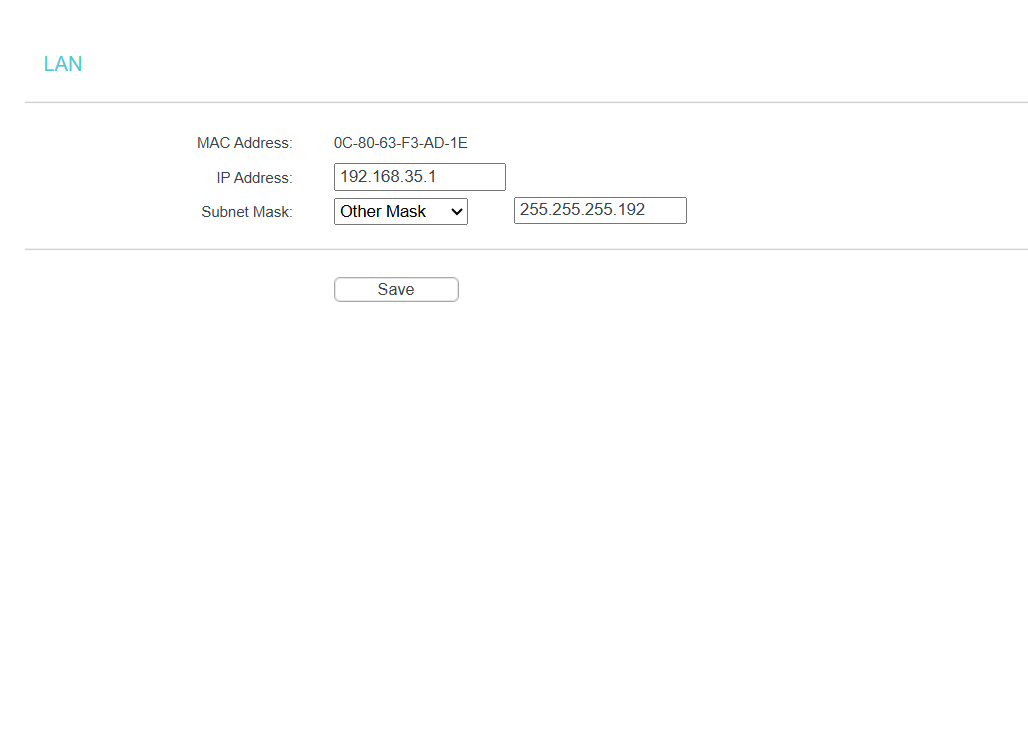 LAN
MAC Address: 0C-80-63-F3-AD-1E
IP Address: 192.168.35.1
Subnet Mask: Other Mask 255.255.255.192
Save